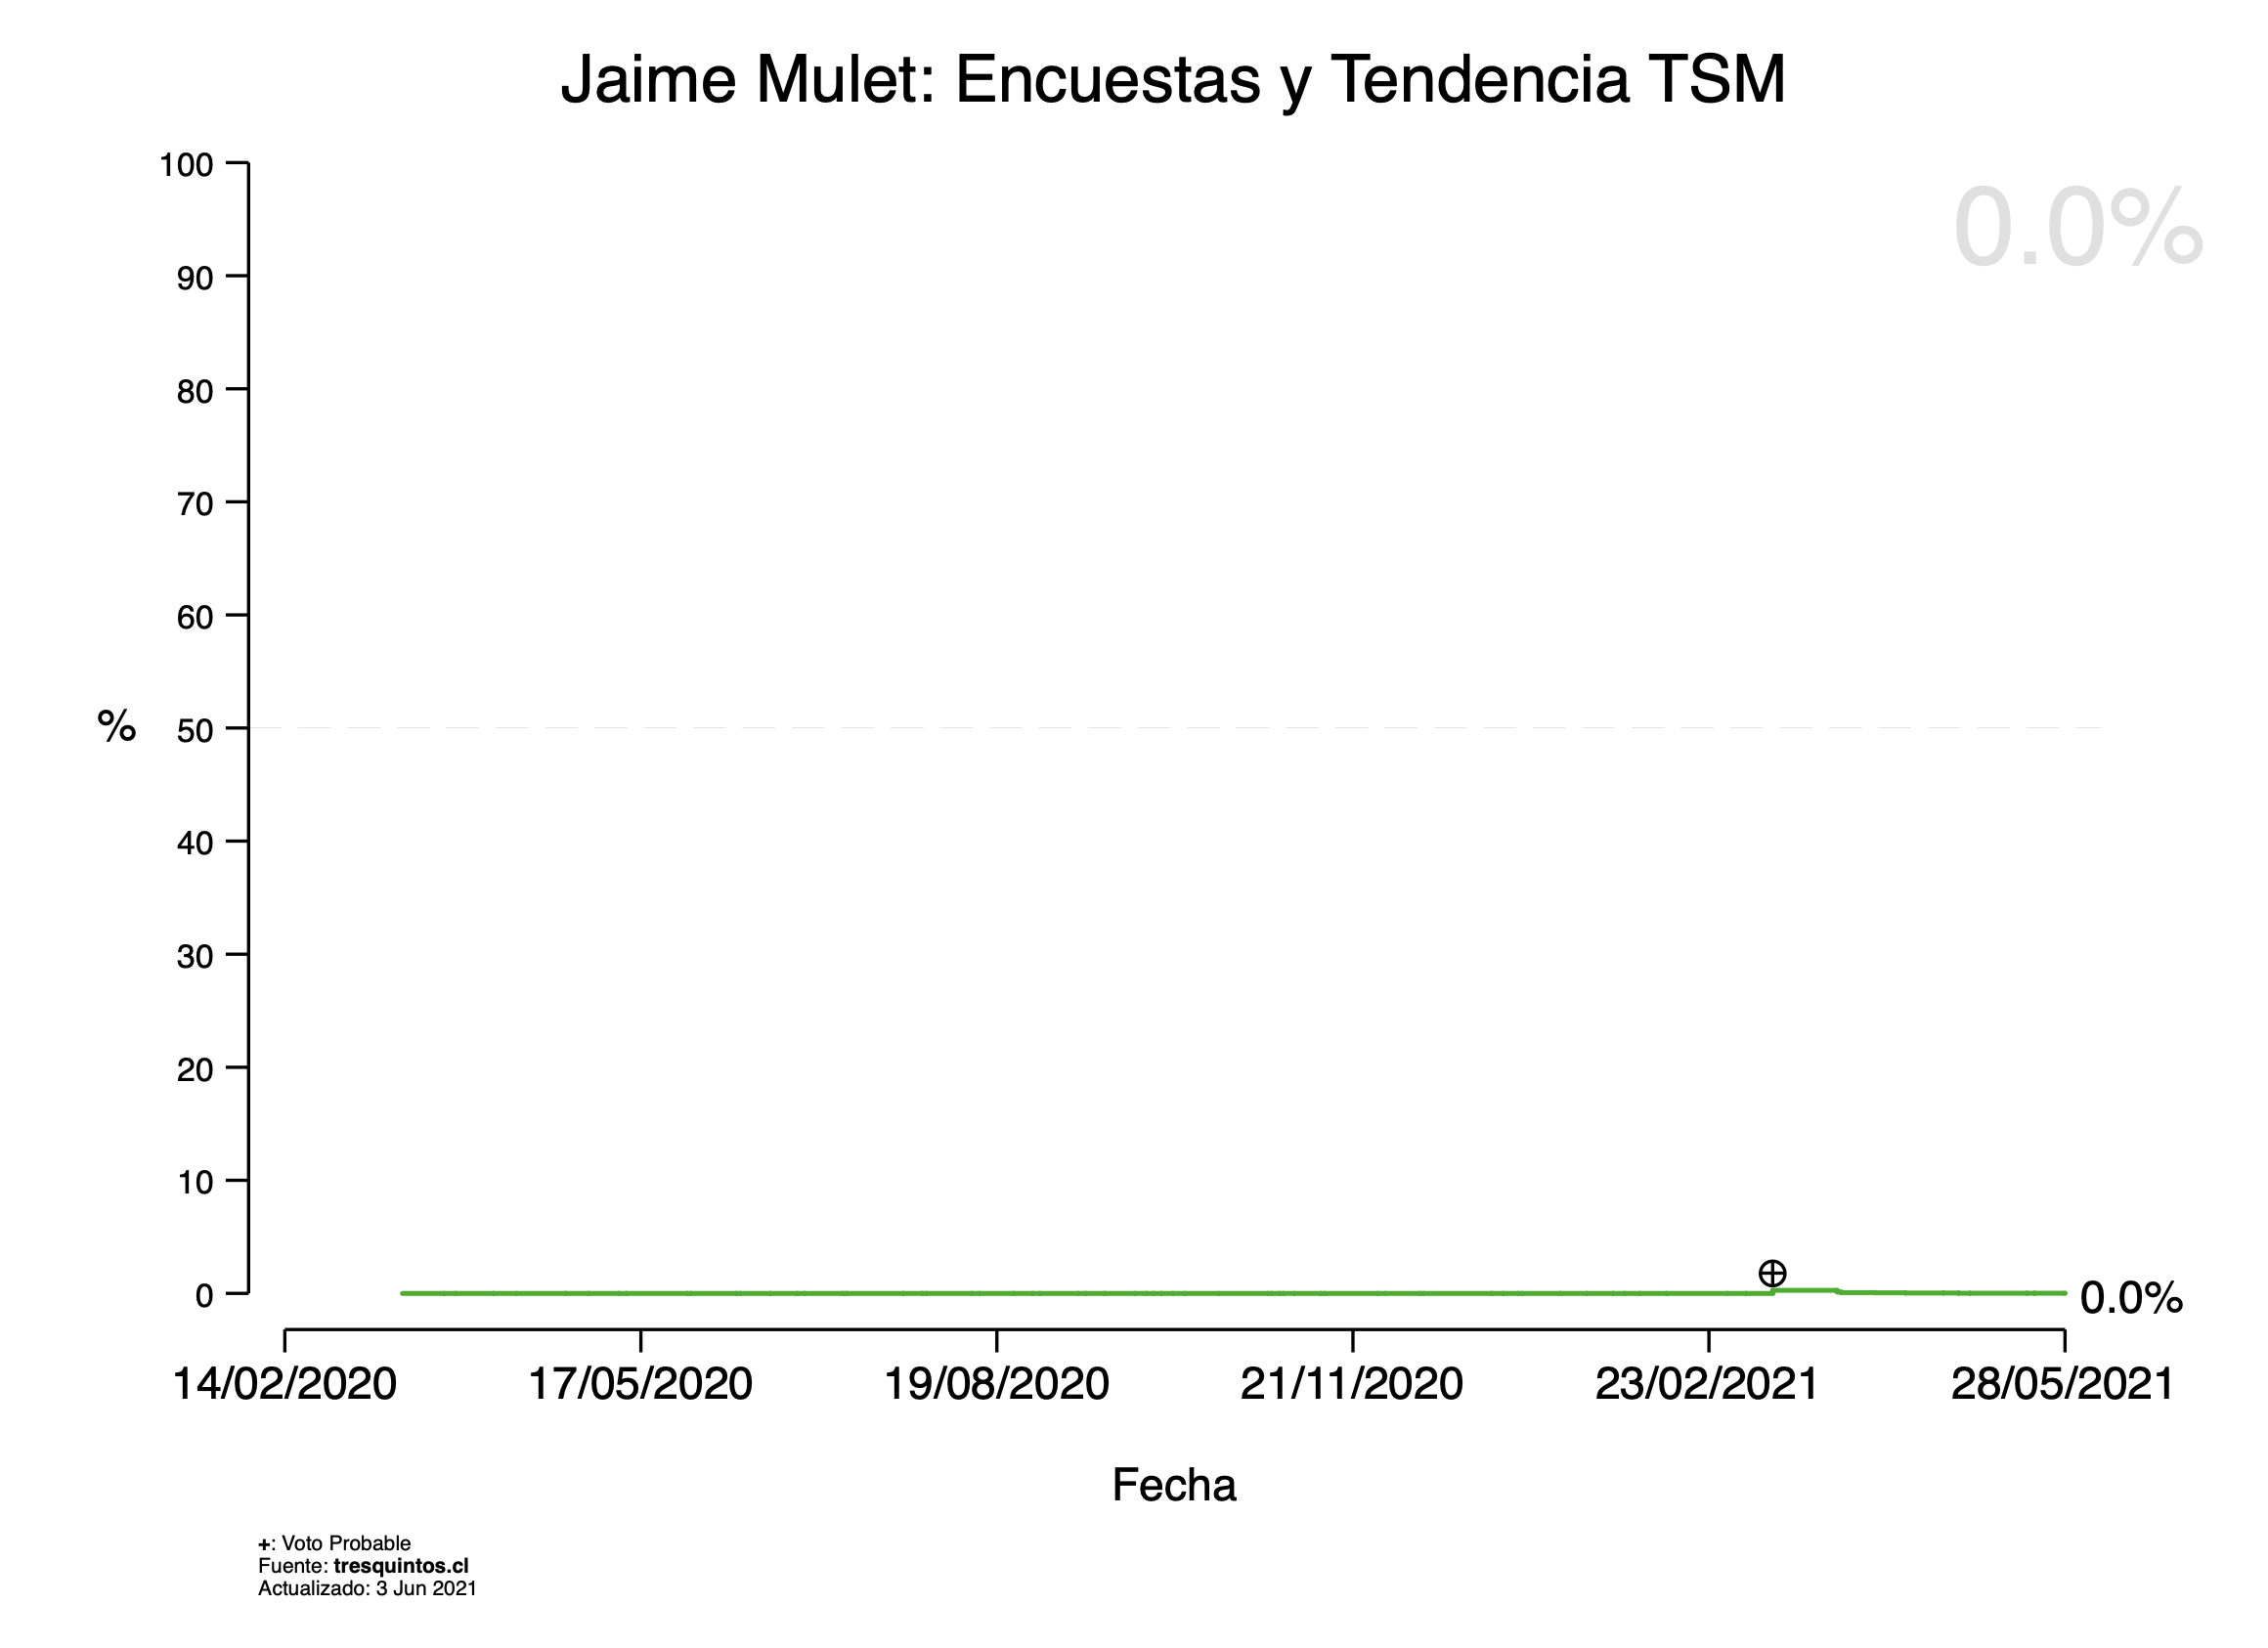 Jaime Mulet: Encuestas y Tendencia TSM
0.0%
100
90
80
70
60
% 50
40
30
20
10
0
0.0%
14/02/2020 17/05/2020 19/08/2020 21/11/2020 23/02/2021 28/05/2021
Fecha
+: Voto Probable
Fuente: tresquintos.cl
Actualizado: 3 Jun 2021